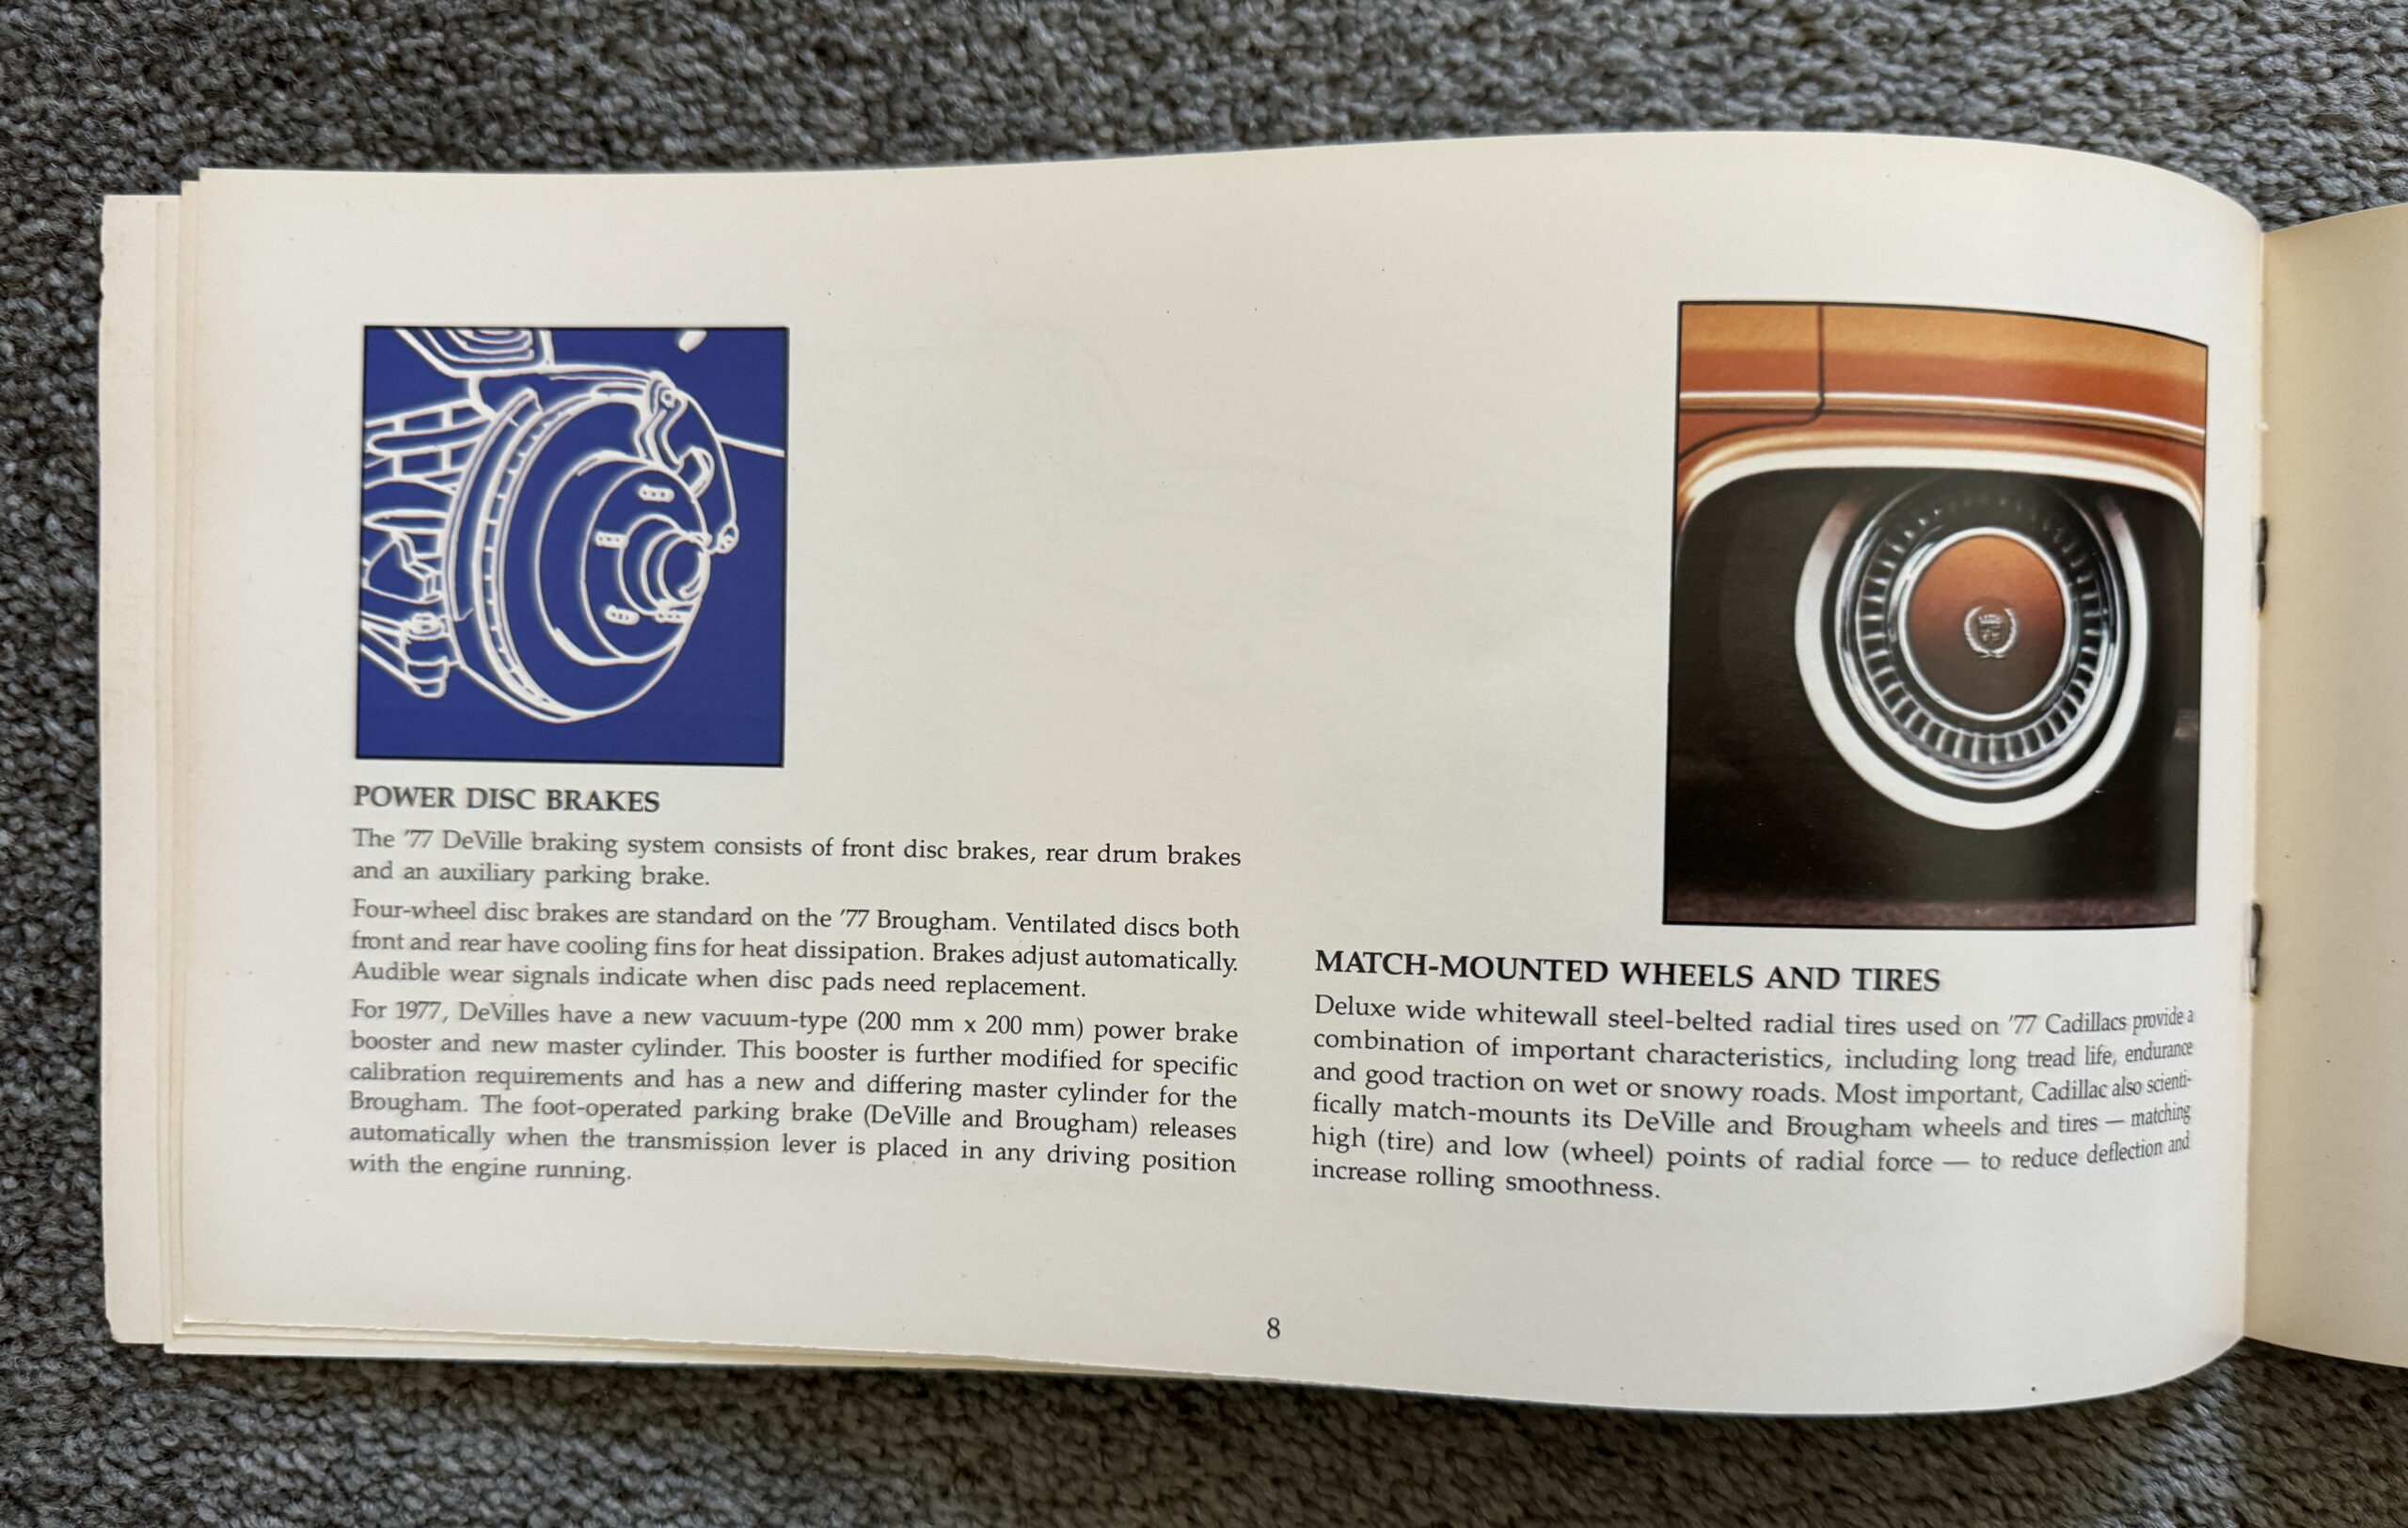 POWER DISC BRAKES
The '77 DeVille braking system consists of front disc brakes, rear drum brakes
and an auxiliary parking brake.
Four-wheel disc brakes are standard on the '77 Brougham. Ventilated discs both
front and rear have cooling fins for heat dissipation. Brakes adjust automatically.
Audible wear signals indicate when disc pads need replacement.
For 1977, DeVilles have a new vacuum-type (200 mm x 200 mm) power brake
booster and new master cylinder. This booster is further modified for specific
calibration requirements and has a new and differing master cylinder for the
Brougham. The foot-operated parking brake (DeVille and Brougham) releases
automatically when the transmission lever is placed in any driving position
with the engine running.
MATCH-MOUNTED WHEELS AND TIRES
Deluxe wide whitewall steel-belted radial tires used on '77 Cadillacs provide a
combination of important characteristics, including long tread life, endurance
and good traction on wet or snowy roads. Most important, Cadillac also scienti-
fically match-mounts its DeVille and Brougham wheels and tires — matching
high (tire) and low (wheel) points of radial force — to reduce deflection and
increase rolling smoothness.
8